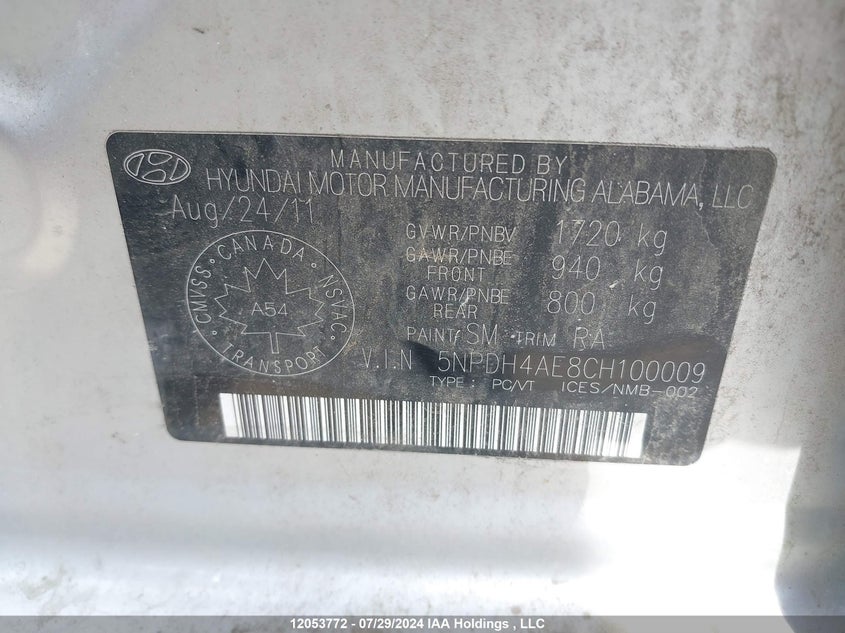 MANUFACTURED BY
HYUNDAI MOTOR MANUFACTURING ALABAMA, LLC
Aug/24/11
GVWR/PNBV 1720 kg
GAWR/PNBE FRONT 940 kg
GAWR/PNBE REAR 800 kg
PAINT: SM TRIM RA
V.I.N 5NPDH4AE8CH100009
TYPE : PC/VT ICES/NMB-002
CMVSS · CANADA · NSVAC
A54
TRANSPORT
12053772 - 07/29/2024 IAA Holdings , LLC